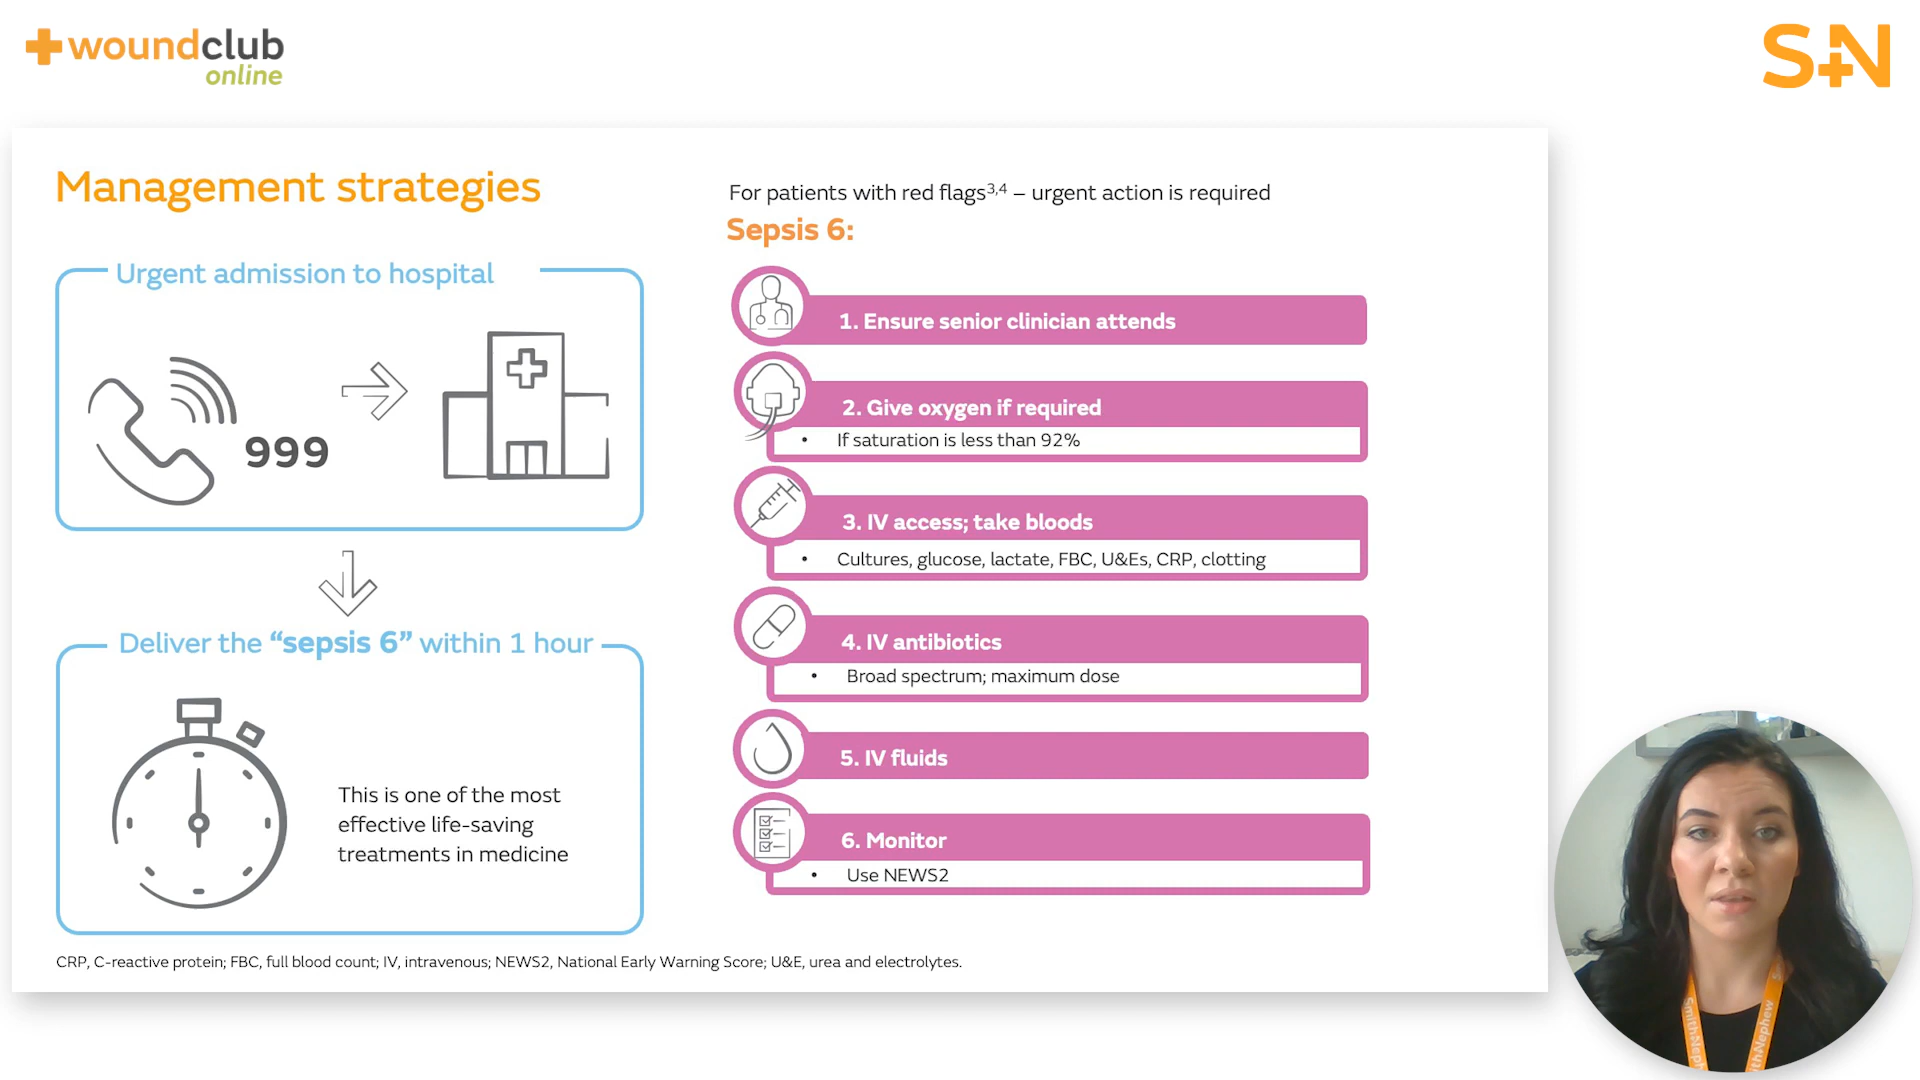 woundclub
online
S+N
Management strategies
Urgent admission to hospital
999
Deliver the “sepsis 6” within 1 hour
This is one of the most
effective life-saving
treatments in medicine
For patients with red flags3,4 – urgent action is required
Sepsis 6:
1. Ensure senior clinician attends
2. Give oxygen if required
• If saturation is less than 92%
3. IV access; take bloods
• Cultures, glucose, lactate, FBC, U&Es, CRP, clotting
4. IV antibiotics
• Broad spectrum; maximum dose
5. IV fluids
6. Monitor
• Use NEWS2
CRP, C-reactive protein; FBC, full blood count; IV, intravenous; NEWS2, National Early Warning Score; U&E, urea and electrolytes.